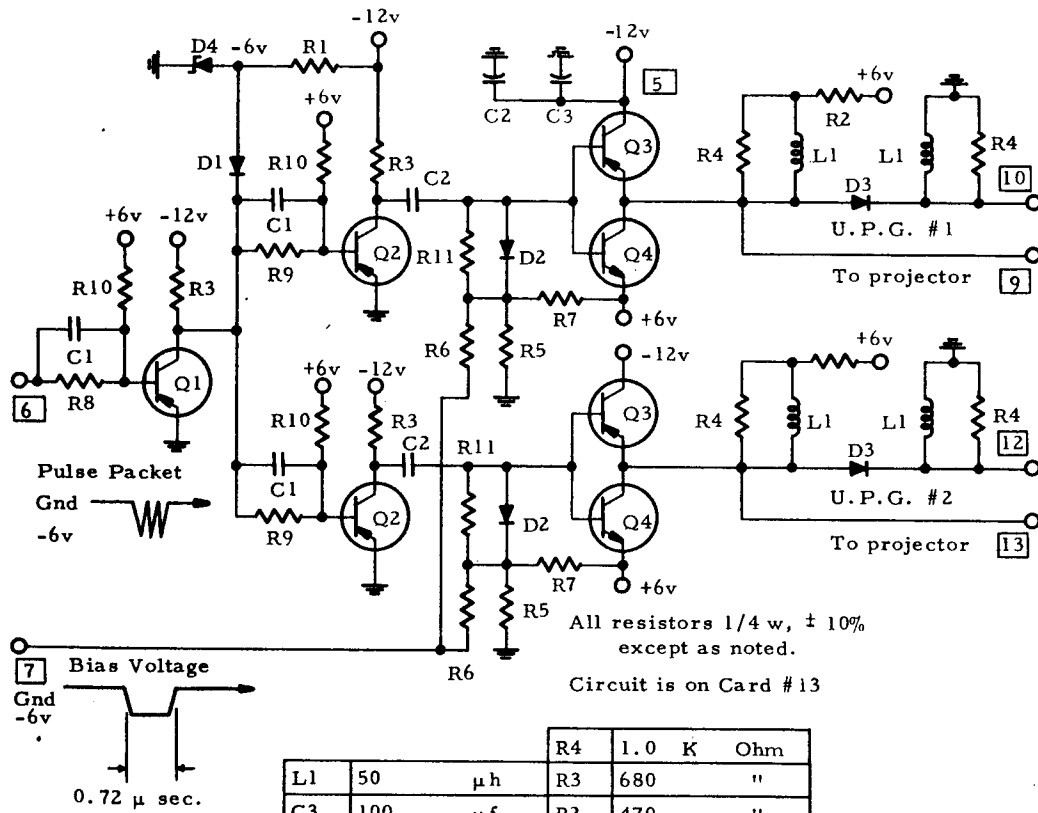 -12v
-12v
D4
-6v
R1
5
+6v
C2
C3
Q3
R2
+6v
R10
R3
R4
L1
L1
R4
D1
C2
D3
10
C1
+6v
-12v
Q2
R11
D2
Q4
U.P.G. #1
R9
To projector
9
R10
R3
R7
C1
+6v
R6
R5
-12v
+6v
Q1
6
R8
+6v
-12v
Q3
R10
R3
R4
L1
L1
R4
C2
12
R11
D3
Pulse Packet
C1
Gnd
Q2
D2
Q4
U.P.G. #2
-6v
R9
To projector
13
R7
+6v
R5
All resistors 1/4 w, ± 10%
except as noted.
7
Bias Voltage
R6
Circuit is on Card #13
Gnd
-6v
R4 1.0 K Ohm
L1 50 μh R3 680 "
0.72 μ sec.